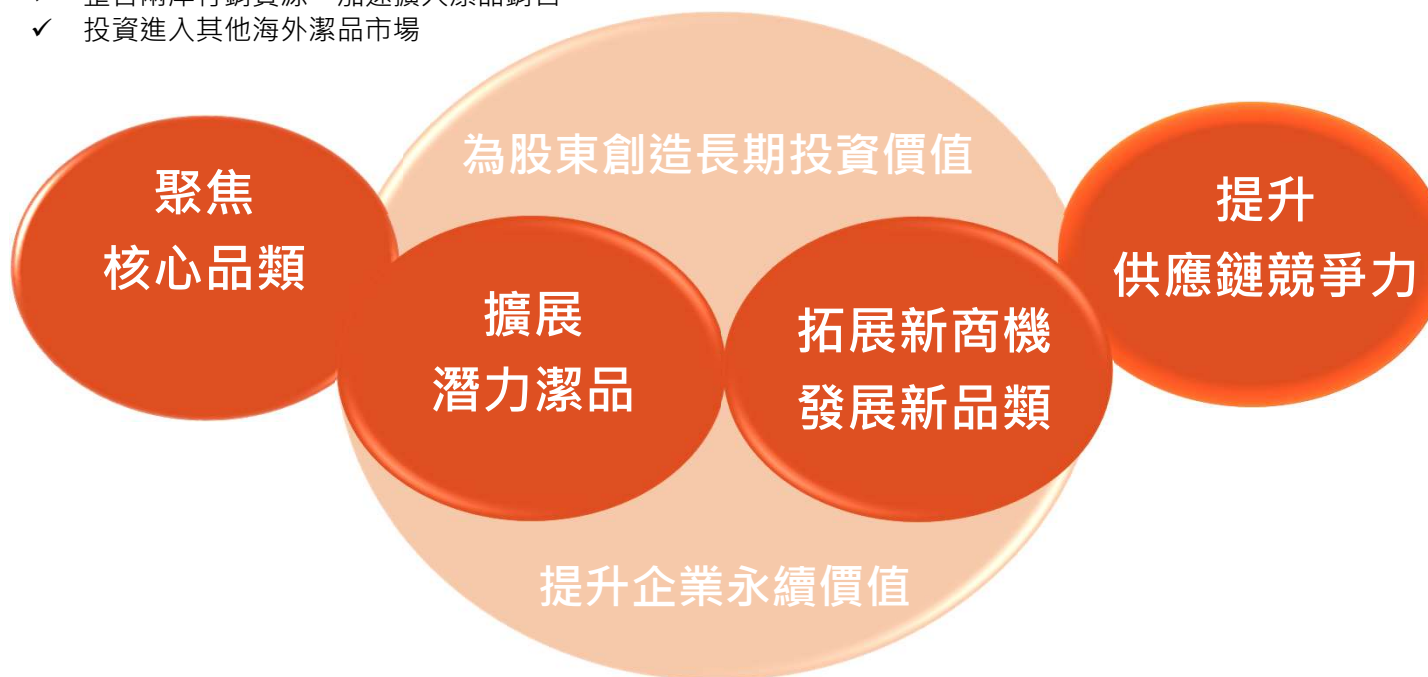 ✓ 投資進入其他海外潔品市場
為股東創造長期投資價值
聚焦
核心品類
擴展
潛力潔品
拓展新商機
發展新品類
提升
供應鏈競爭力
提升企業永續價值